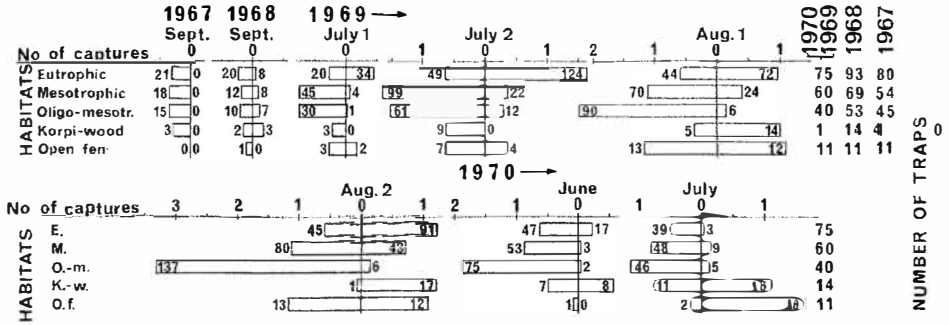 1967 1968 1969 → 1970 1969 1968 1967
Sept. Sept. July 1 July 2 Aug. 1
No of captures 0 0 0 1 0 1 2 1 0 1
HABITATS
Eutrophic 21 0 20 8 20 34 49 124 44 72 75 93 80
Mesotrophic 18 0 12 8 45 4 99 22 70 24 60 69 54
Oligo-mesotr. 15 0 10 7 30 1 61 12 90 6 40 53 45
Korpi-wood 3 0 2 3 3 0 9 0 5 14 1 14 41
Open fen 0 0 1 0 3 2 7 4 13 12 11 11 11
NUMBER OF TRAPS 0
1970 →
Aug. 2 June July
No of captures 3 2 1 0 1 2 1 0 1 0 1
HABITATS
E. 45 91 47 17 39 3 75
M. 80 43 53 3 48 9 60
O.-m. 137 6 75 2 46 5 40
K.-w. 1 17 7 8 11 16 14
O.f. 13 12 1 0 2 18 11